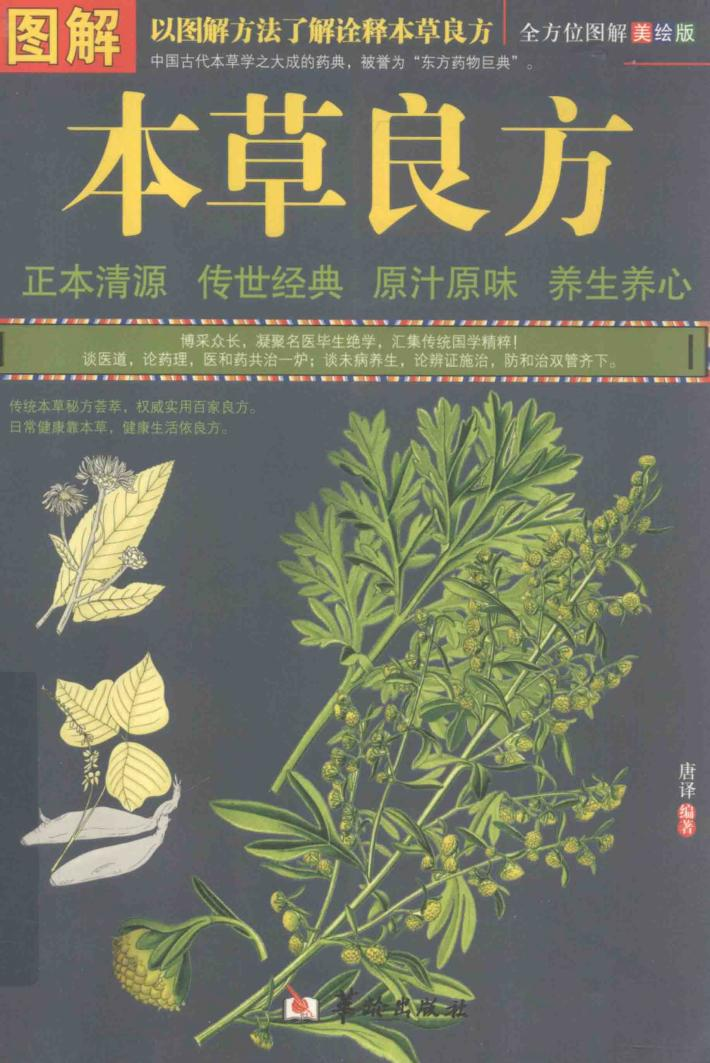 图解
以图解方法了解诠释本草良方
全方位图解美绘版
中国古代本草学之大成的药典，被誉为“东方药物巨典”。
本草良方
正本清源 传世经典 原汁原味 养生养心
博采众长，凝聚名医毕生绝学，汇集传统国学精粹！
谈医道，论药理，医和药共治一炉；谈未病养生，论辨证施治，防和治双管齐下。
传统本草秘方荟萃，权威实用百家良方。
日常健康靠本草，健康生活依良方。
唐译 编著
华龄出版社